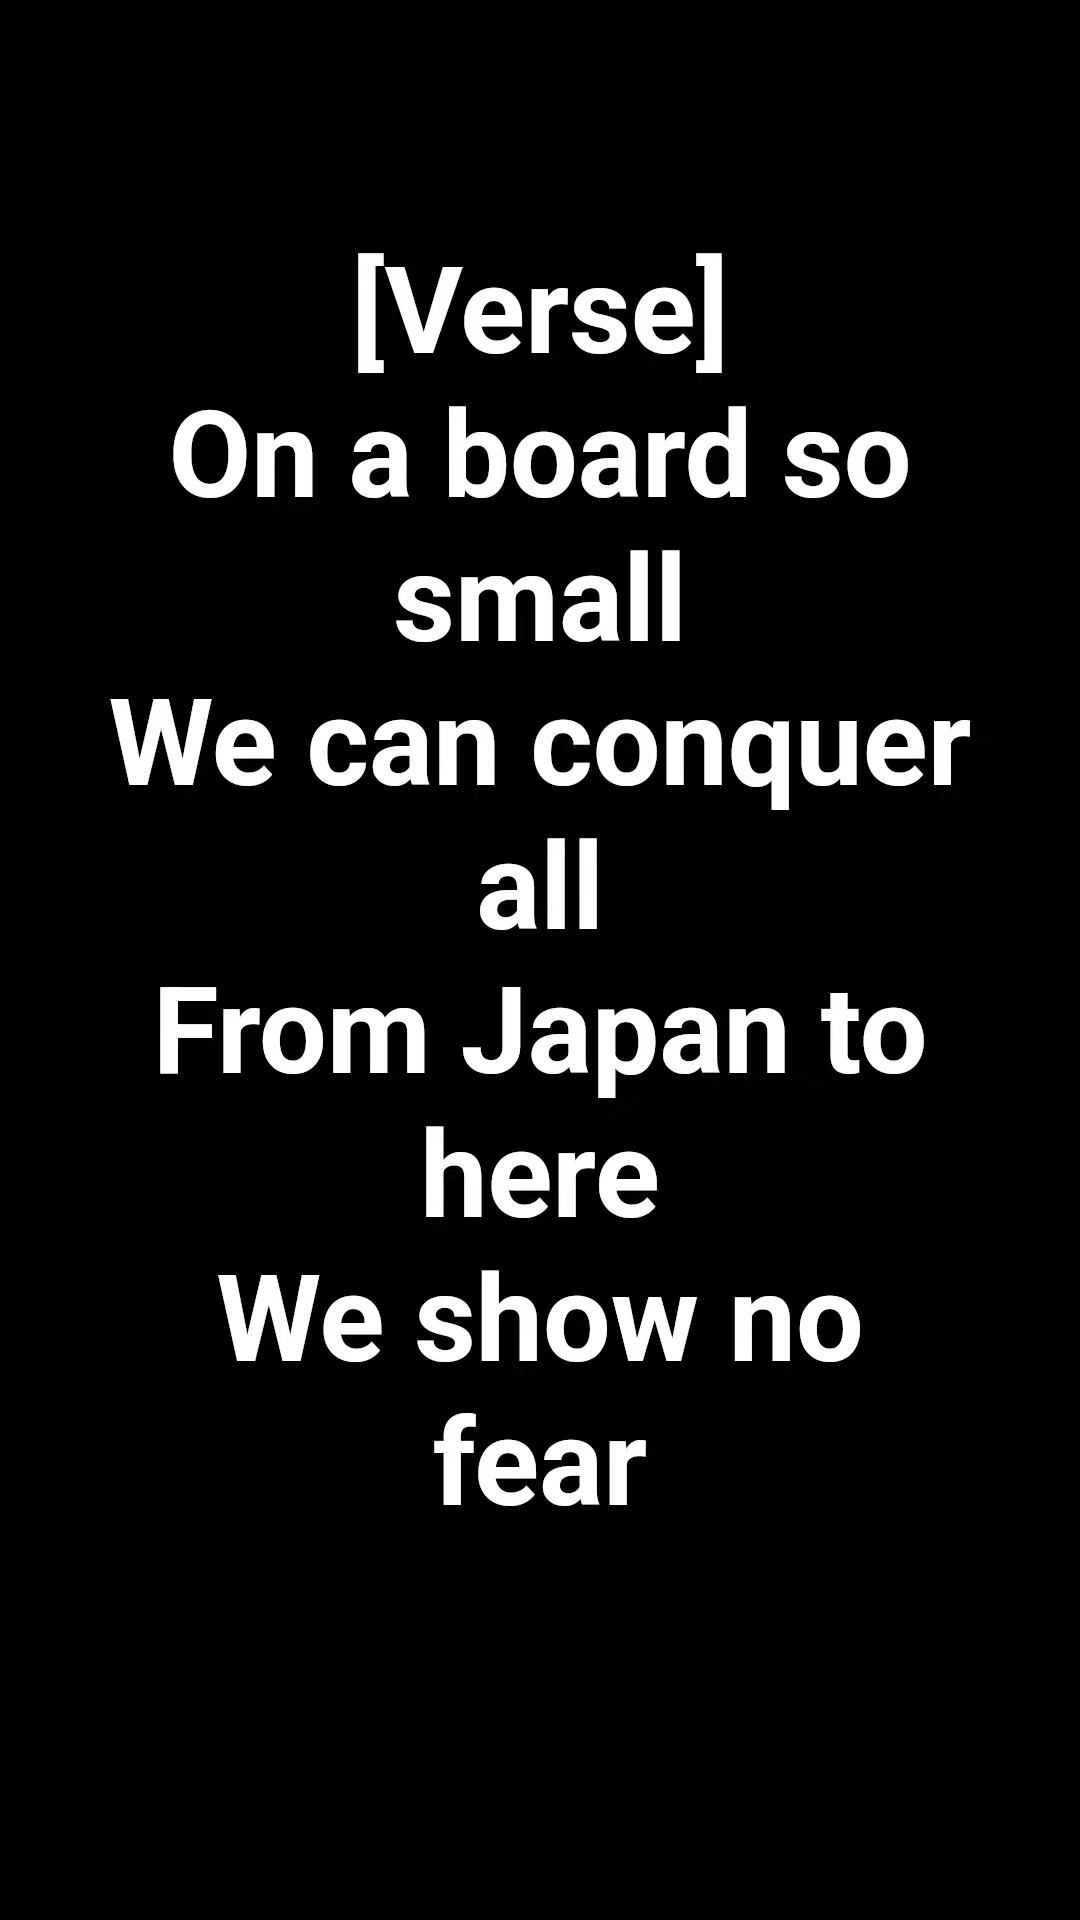 [Verse]
On a board so
small
We can conquer
all
From Japan to
here
We show no
fear